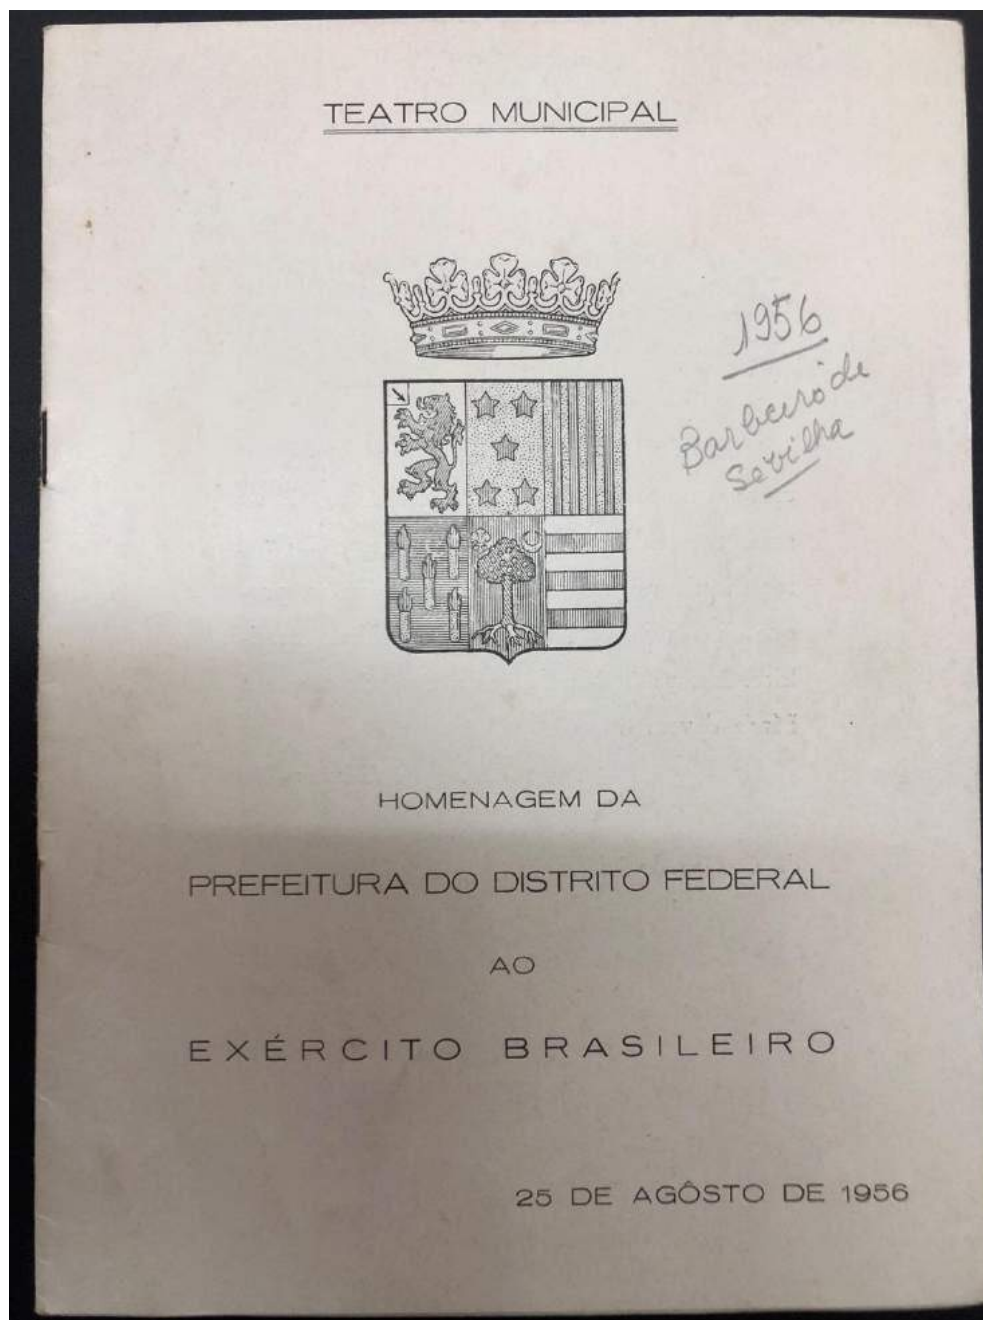 TEATRO MUNICIPAL
1956
Barbeiro de
Sevilha
HOMENAGEM DA
PREFEITURA DO DISTRITO FEDERAL
AO
EXÉRCITO BRASILEIRO
25 DE AGÔSTO DE 1956